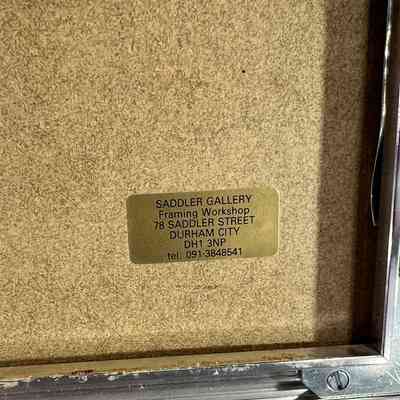 SADDLER GALLERY
Framing Workshop
78 SADDLER STREET
DURHAM CITY
DH1 3NP
tel. 091-3848541